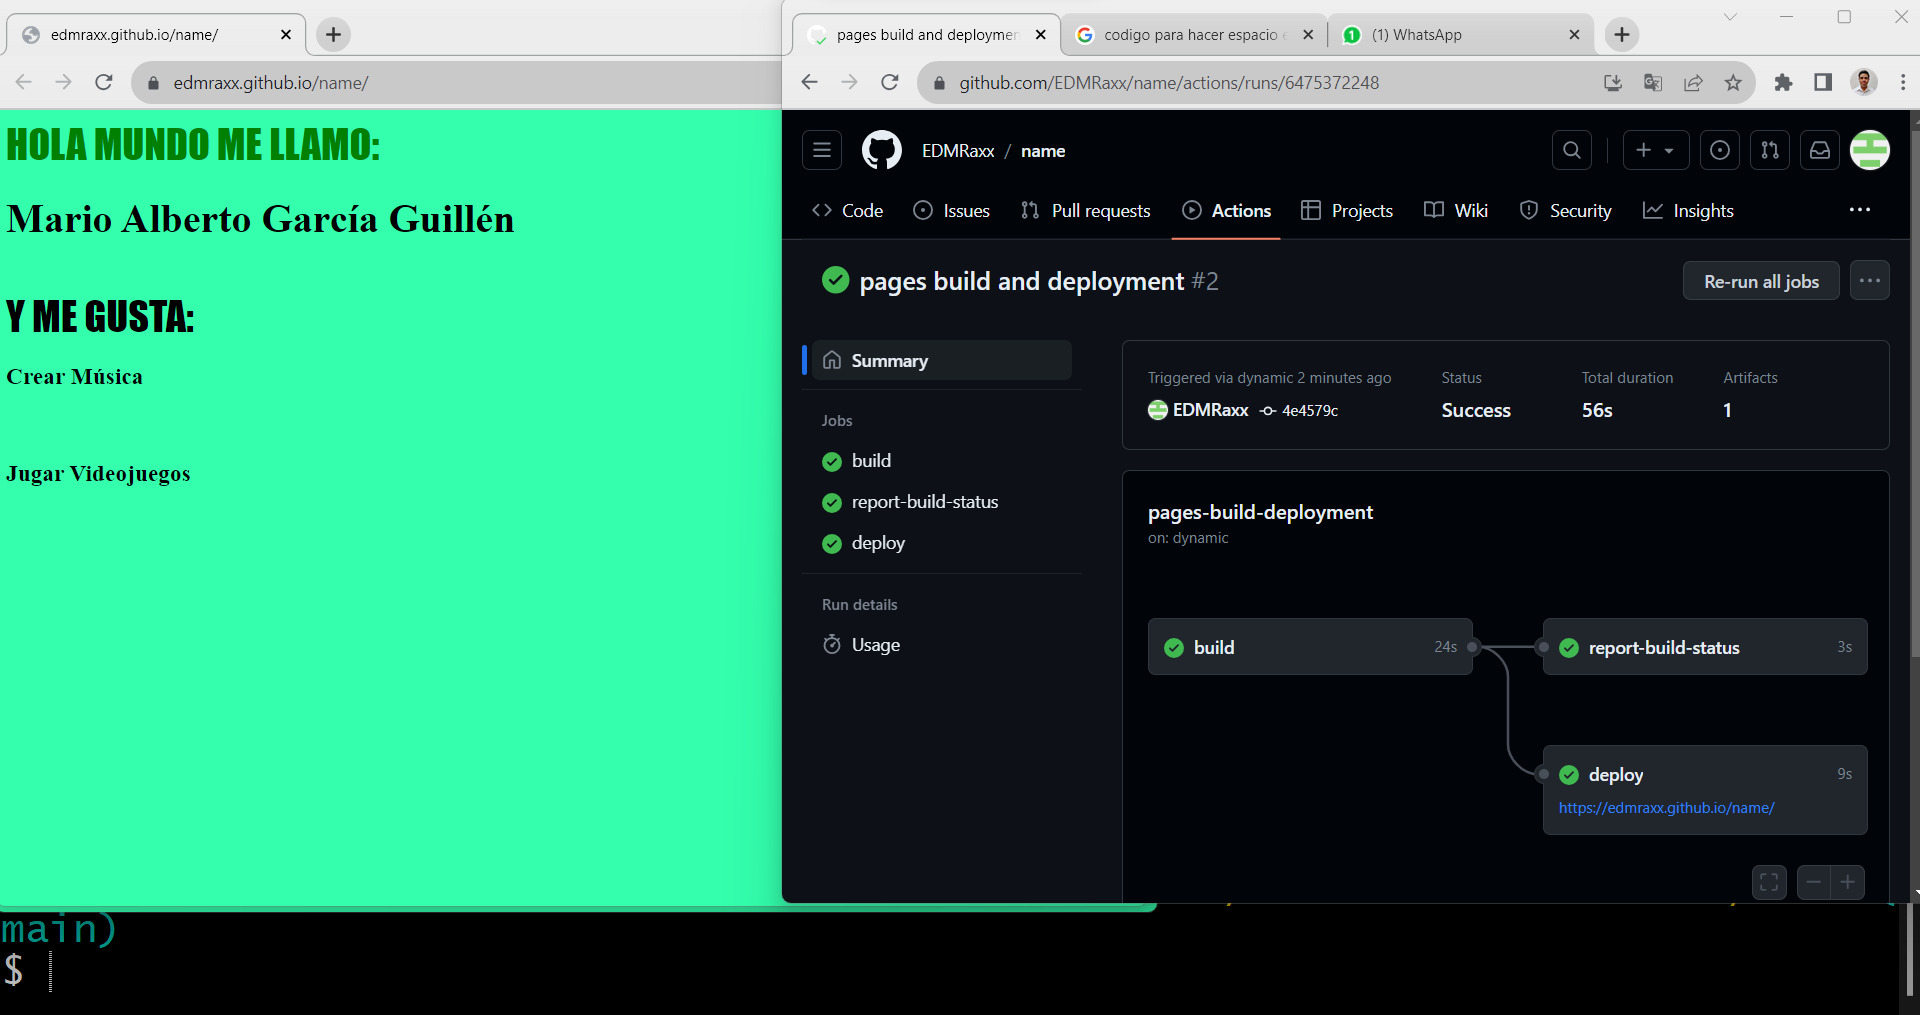 edmraxx.github.io/name/
edmraxx.github.io/name/
HOLA MUNDO ME LLAMO:
Mario Alberto García Guillén
Y ME GUSTA:
Crear Música
Jugar Videojuegos
main)
$
pages build and deploymen
codigo para hacer espacio
(1) WhatsApp
github.com/EDMRaxx/name/actions/runs/6475372248
EDMRaxx / name
Code Issues Pull requests Actions Projects Wiki Security Insights
pages build and deployment #2
Re-run all jobs
Summary
Jobs
build
report-build-status
deploy
Run details
Usage
Triggered via dynamic 2 minutes ago
EDMRaxx 4e4579c
Status
Success
Total duration
56s
Artifacts
1
pages-build-deployment
on: dynamic
build 24s
report-build-status 3s
deploy 9s
https://edmraxx.github.io/name/